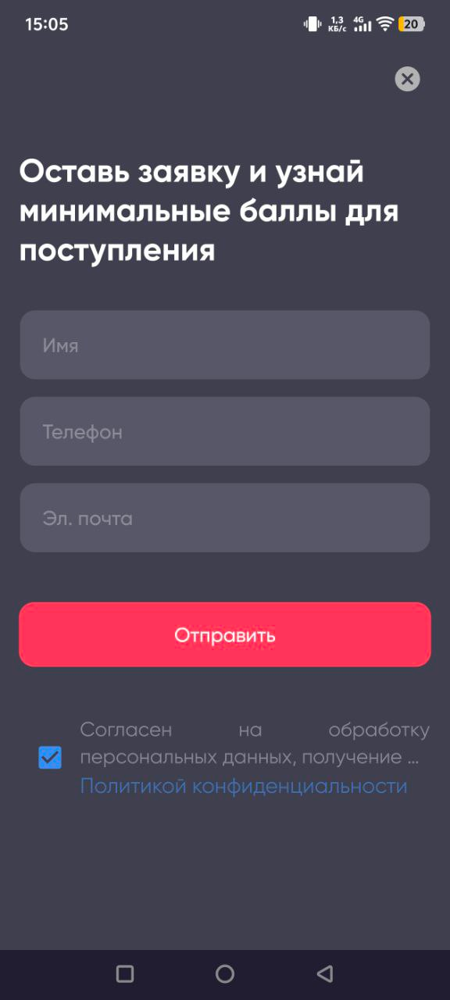 15:05
1,3
КБ/с
4G
20
Оставь заявку и узнай
минимальные баллы для
поступления
Имя
Телефон
Эл. почта
Отправить
Согласен на обработку
персональных данных, получение ...
Политикой конфиденциальности